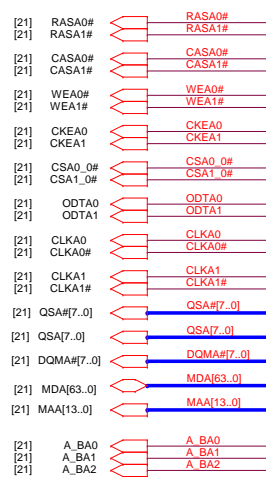 [21] RASA0# RASA0#
[21] RASA1# RASA1#
[21] CASA0# CASA0#
[21] CASA1# CASA1#
[21] WEA0# WEA0#
[21] WEA1# WEA1#
[21] CKEA0 CKEA0
[21] CKEA1 CKEA1
[21] CSA0_0# CSA0_0#
[21] CSA1_0# CSA1_0#
[21] ODTA0 ODTA0
[21] ODTA1 ODTA1
[21] CLKA0 CLKA0
[21] CLKA0# CLKA0#
[21] CLKA1 CLKA1
[21] CLKA1# CLKA1#
[21] QSA#[7..0] QSA#[7..0]
[21] QSA[7..0] QSA[7..0]
[21] DQMA#[7..0] DQMA#[7..0]
[21] MDA[63..0] MDA[63..0]
[21] MAA[13..0] MAA[13..0]
[21] A_BA0 A_BA0
[21] A_BA1 A_BA1
[21] A_BA2 A_BA2